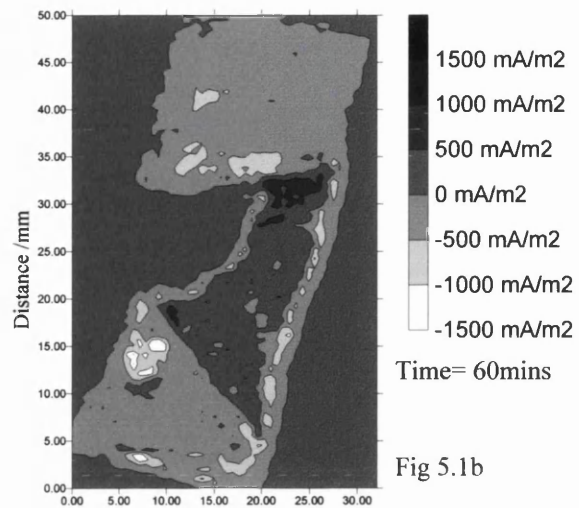 50.00
45.00
40.00
35.00
30.00
25.00
20.00
15.00
10.00
5.00
0.00
Distance /mm
0.00 5.00 10.00 15.00 20.00 25.00 30.00
1500 mA/m2
1000 mA/m2
500 mA/m2
0 mA/m2
-500 mA/m2
-1000 mA/m2
-1500 mA/m2
Time= 60mins
Fig 5.1b